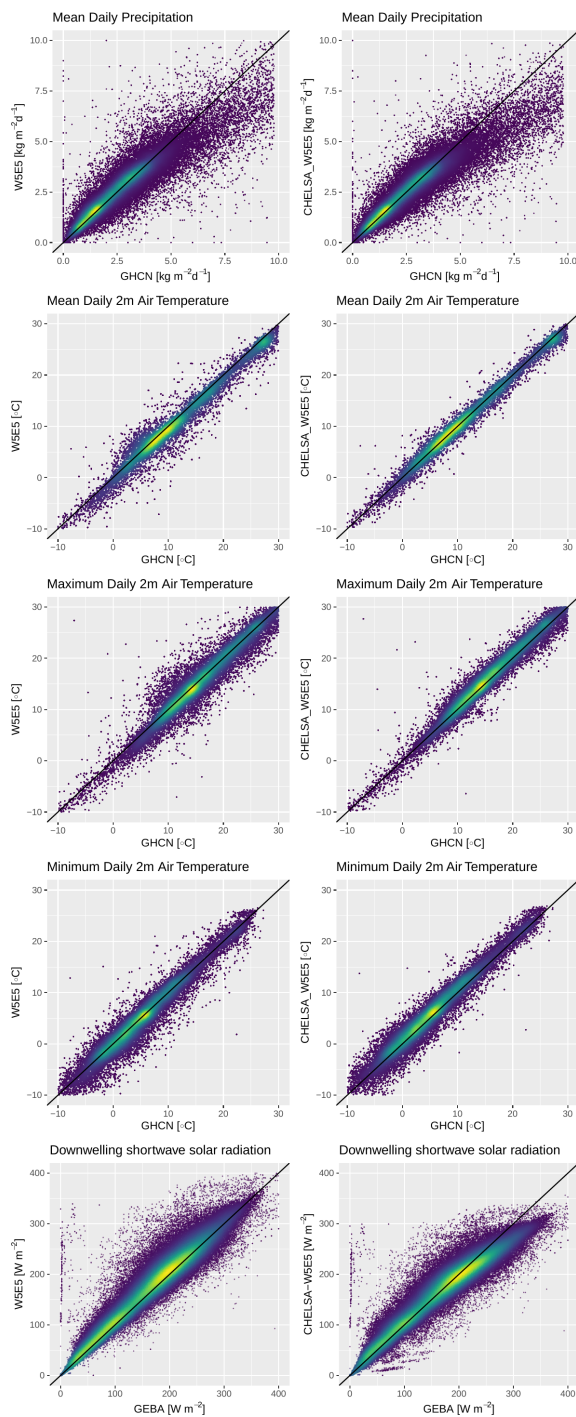 Mean Daily Precipitation
Mean Daily Precipitation
10.0
7.5
5.0
2.5
0.0
W5E5 [kg m⁻²d⁻¹]
0.0 2.5 5.0 7.5 10.0
GHCN [kg m⁻²d⁻¹]
10.0
7.5
5.0
2.5
0.0
CHELSA_W5E5 [kg m⁻²d⁻¹]
0.0 2.5 5.0 7.5 10.0
GHCN [kg m⁻²d⁻¹]
Mean Daily 2m Air Temperature
Mean Daily 2m Air Temperature
30
20
10
0
−10
W5E5 [◦C]
−10 0 10 20 30
GHCN [◦C]
30
20
10
0
−10
CHELSA_W5E5 [◦C]
−10 0 10 20 30
GHCN [◦C]
Maximum Daily 2m Air Temperature
Maximum Daily 2m Air Temperature
30
20
10
0
−10
W5E5 [◦C]
−10 0 10 20 30
GHCN [◦C]
30
20
10
0
−10
CHELSA_W5E5 [◦C]
−10 0 10 20 30
GHCN [◦C]
Minimum Daily 2m Air Temperature
Minimum Daily 2m Air Temperature
30
20
10
0
−10
W5E5 [◦C]
−10 0 10 20 30
GHCN [◦C]
30
20
10
0
−10
CHELSA_W5E5 [◦C]
−10 0 10 20 30
GHCN [◦C]
Downwelling shortwave solar radiation
Downwelling shortwave solar radiation
400
300
200
100
0
W5E5 [W m⁻²]
0 100 200 300 400
GEBA [W m⁻²]
400
300
200
100
0
CHELSA−W5E5 [W m⁻²]
0 100 200 300 400
GEBA [W m⁻²]